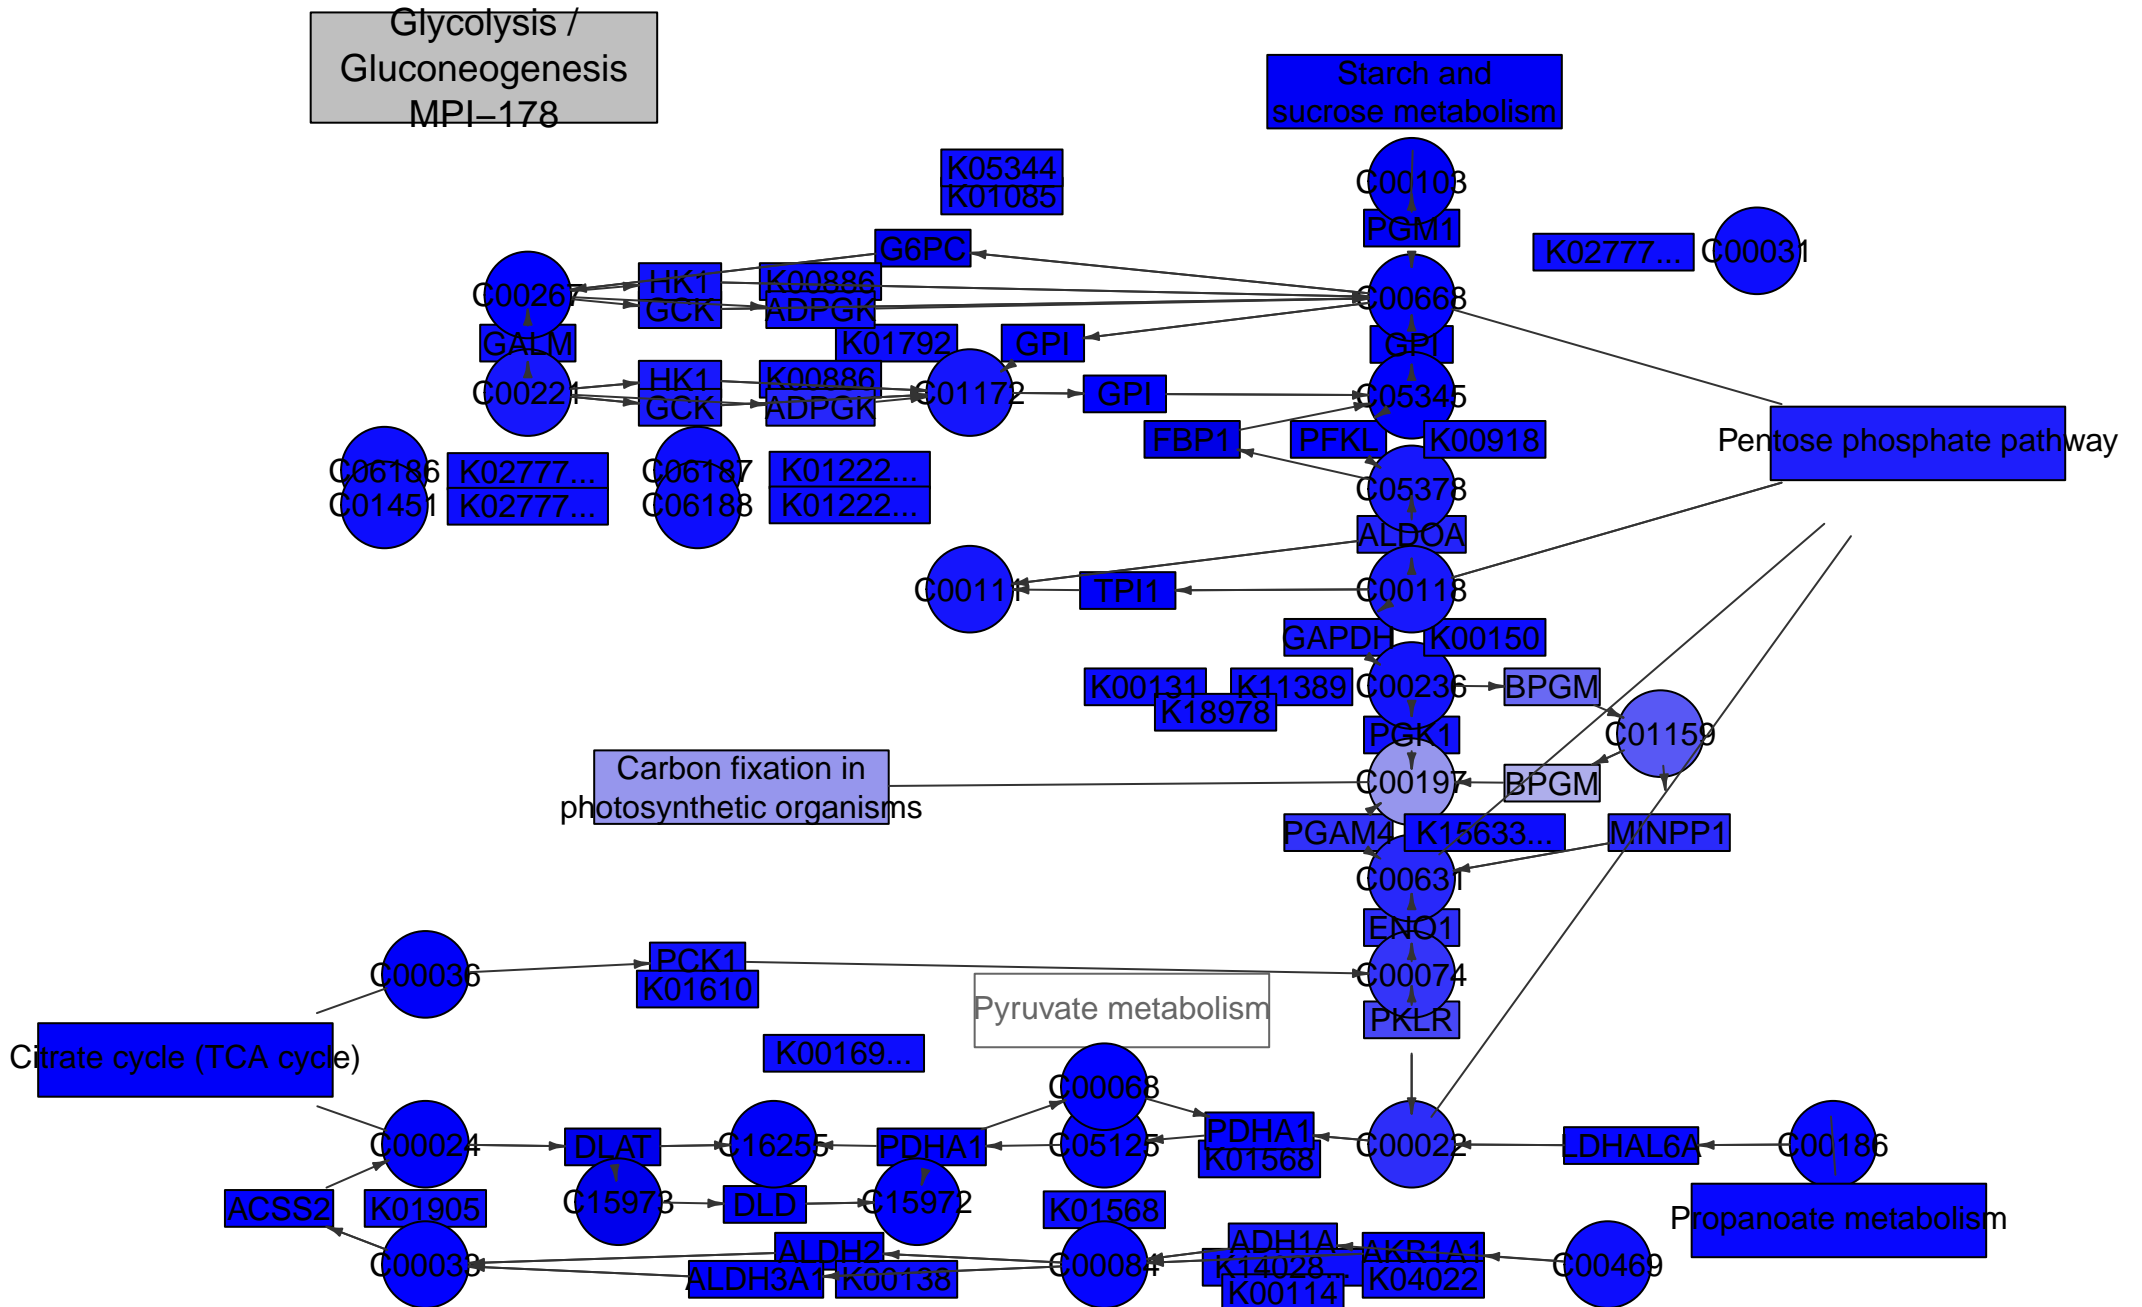 Glycolysis /
Gluconeogenesis
MPI−178
Starch and
sucrose metabolism
K05344
K01085
C00103
PGM1
G6PC
K02777...
C00031
C00267
HK1
K00886
GCK
ADPGK
C00668
GALM
K01792
GPI
GPI
C00221
HK1
K00886
GCK
ADPGK
C01172
GPI
C05345
FBP1
PFKL
K00918
Pentose phosphate pathway
C06186
K02777...
C06187
K01222...
C05378
C01451
K02777...
C06188
K01222...
ALDOA
C00111
TPI1
C00118
GAPDH
K00150
K00131
K11389
C00236
BPGM
K18978
PGK1
C01159
Carbon fixation in
photosynthetic organisms
C00197
BPGM
PGAM4
K15633...
MINPP1
C00631
ENO1
C00036
PCK1
K01610
C00074
Pyruvate metabolism
PKLR
Citrate cycle (TCA cycle)
K00169...
C00068
C00024
DLAT
C16255
PDHA1
C05125
PDHA1
K01568
C00022
LDHAL6A
C00186
ACSS2
K01905
C15973
DLD
C15972
K01568
Propanoate metabolism
C00033
ALDH2
ALDH3A1
K00138
C00084
ADH1A
K14028...
K00114
AKR1A1
K04022
C00469